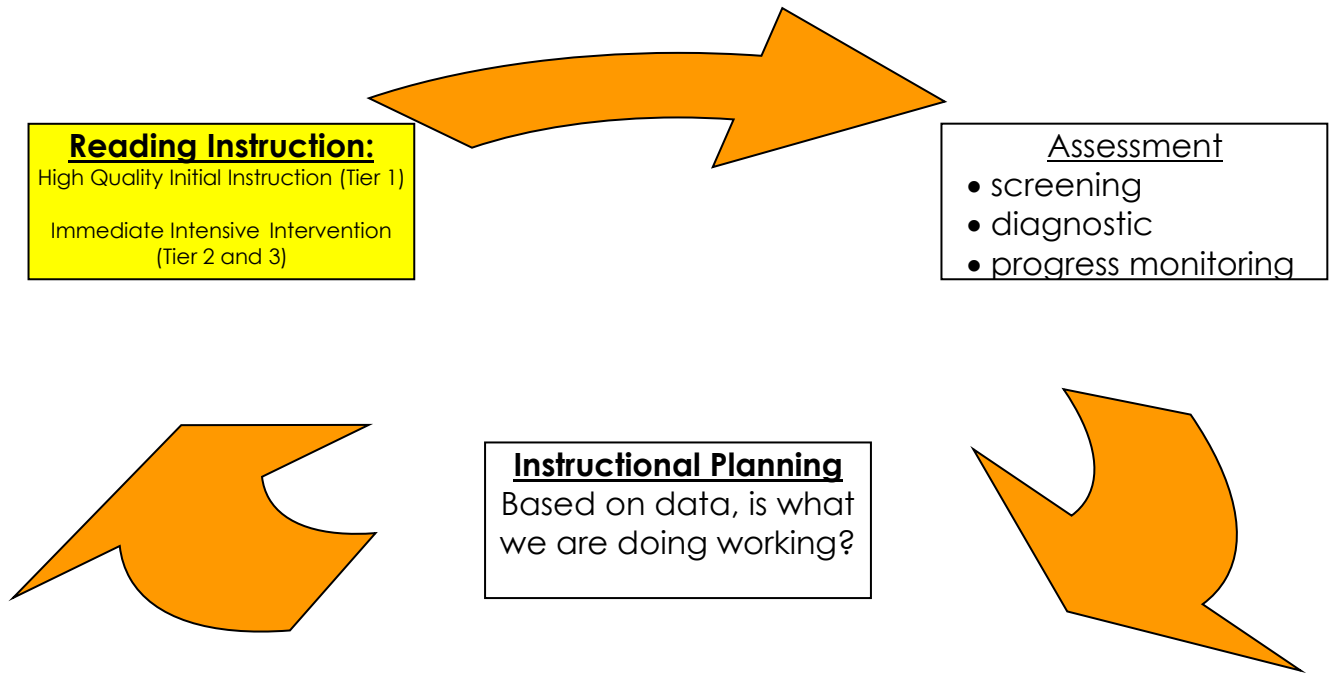 Reading Instruction:
High Quality Initial Instruction (Tier 1)
Immediate Intensive Intervention
(Tier 2 and 3)
Assessment
• screening
• diagnostic
• progress monitoring
Instructional Planning
Based on data, is what
we are doing working?